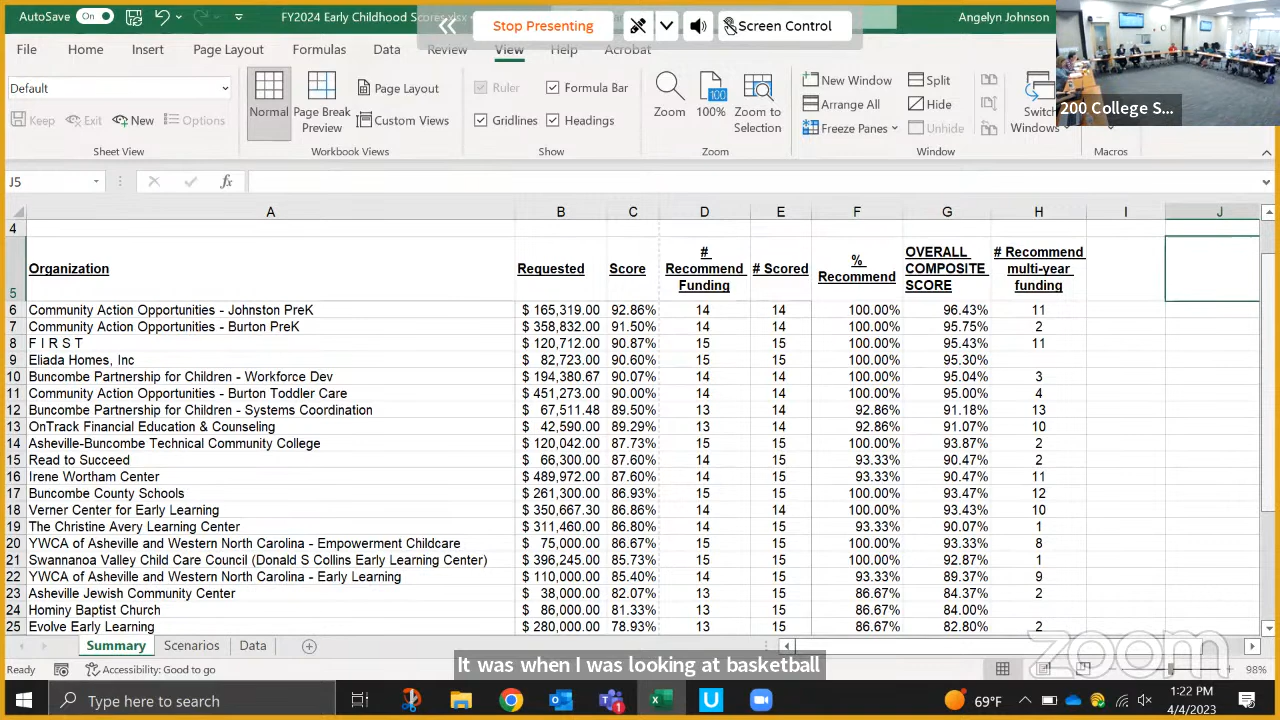 AutoSave On FY2024 Early Childhood Scores.xlsx Stop Presenting Screen Control Angelyn Johnson
File Home Insert Page Layout Formulas Data Review View Help Acrobat
200 College S...
Default
Keep Exit New Options
Sheet View
Normal Page Break Preview Page Layout Custom Views
Workbook Views
Ruler Formula Bar
Gridlines Headings
Show
Zoom 100% Zoom to Selection
Zoom
New Window Split
Arrange All Hide
Freeze Panes Unhide
Switch Windows
Window
Macros
J5 fx
A B C D E F G H I J
4
5 Organization Requested Score # Recommend Funding # Scored % Recommend OVERALL COMPOSITE SCORE # Recommend multi-year funding
6 Community Action Opportunities - Johnston PreK $ 165,319.00 92.86% 14 14 100.00% 96.43% 11
7 Community Action Opportunities - Burton PreK $ 358,832.00 91.50% 14 14 100.00% 95.75% 2
8 F I R S T $ 120,712.00 90.87% 15 15 100.00% 95.43% 11
9 Eliada Homes, Inc $ 82,723.00 90.60% 15 15 100.00% 95.30%
10 Buncombe Partnership for Children - Workforce Dev $ 194,380.67 90.07% 14 14 100.00% 95.04% 3
11 Community Action Opportunities - Burton Toddler Care $ 451,273.00 90.00% 14 14 100.00% 95.00% 4
12 Buncombe Partnership for Children - Systems Coordination $ 67,511.48 89.50% 13 14 92.86% 91.18% 13
13 OnTrack Financial Education & Counseling $ 42,590.00 89.29% 13 14 92.86% 91.07% 10
14 Asheville-Buncombe Technical Community College $ 120,042.00 87.73% 15 15 100.00% 93.87% 2
15 Read to Succeed $ 66,300.00 87.60% 14 15 93.33% 90.47% 2
16 Irene Wortham Center $ 489,972.00 87.60% 14 15 93.33% 90.47% 11
17 Buncombe County Schools $ 261,300.00 86.93% 15 15 100.00% 93.47% 12
18 Verner Center for Early Learning $ 350,667.30 86.86% 14 14 100.00% 93.43% 10
19 The Christine Avery Learning Center $ 311,460.00 86.80% 14 15 93.33% 90.07% 1
20 YWCA of Asheville and Western North Carolina - Empowerment Childcare $ 75,000.00 86.67% 15 15 100.00% 93.33% 8
21 Swannanoa Valley Child Care Council (Donald S Collins Early Learning Center) $ 396,245.00 85.73% 15 15 100.00% 92.87% 1
22 YWCA of Asheville and Western North Carolina - Early Learning $ 110,000.00 85.40% 14 15 93.33% 89.37% 9
23 Asheville Jewish Community Center $ 38,000.00 82.07% 13 15 86.67% 84.37% 2
24 Hominy Baptist Church $ 86,000.00 81.33% 13 15 86.67% 84.00%
25 Evolve Early Learning $ 280,000.00 78.93% 13 15 86.67% 82.80% 2
Summary Scenarios Data
zoom
Ready Accessibility: Good to go 98%
It was when I was looking at basketball
Type here to search 69°F 1:22 PM
4/4/2023